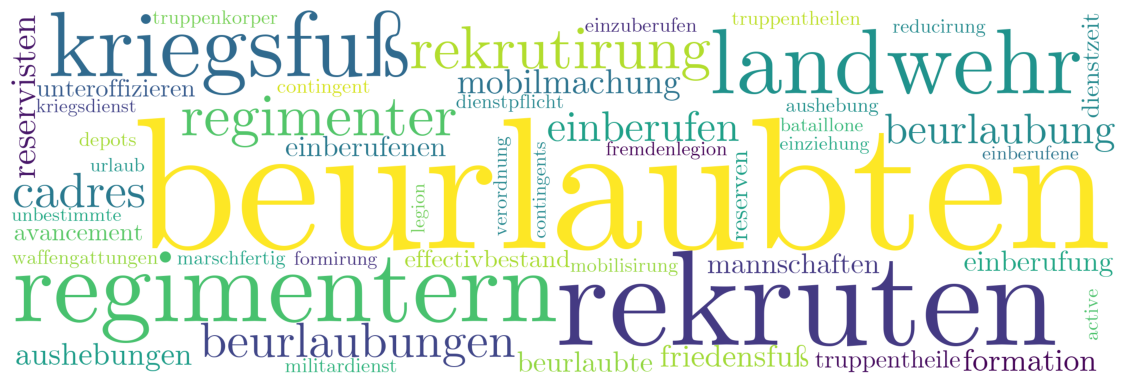 reservisten
kriegsfuß
truppenkorper
einzuberufen
truppentheilen
reducirung
dienstzeit
rekrutirung
landwehr
unteroffizieren
contingent
mobilmachung
kriegsdienst
dienstpflicht
aushebung
regimenter
einberufen
bataillone
beurlaubung
depots
einberufenen
fremdenlegion
einziehung
einberufene
urlaub
beurlaubten
verordnung
contingents
reserven
cadres
legion
unbestimmte
avancement
waffengattungen
marschfertig
formirung
effectivbestand
mobilisirung
mannschaften
einberufung
regimentern
rekruten
active
beurlaubungen
aushebungen
militardienst
beurlaubte
friedensfuß
truppentheile
formation